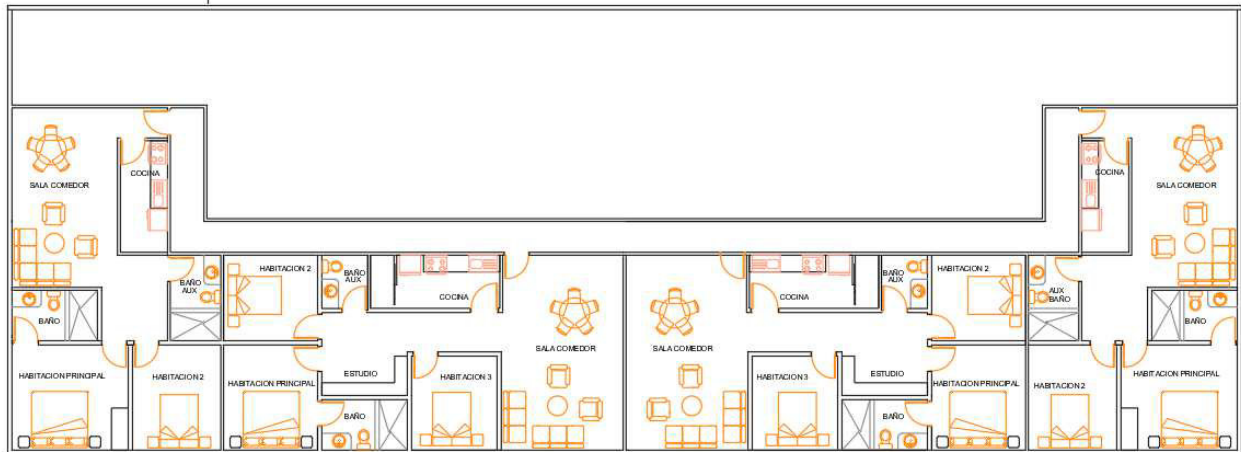 COCINA
SALA COMEDOR
BAÑO
AUX
HABITACION 2
BAÑO
AUX
COCINA
BAÑO
HABITACION PRINCIPAL
HABITACION 2
HABITACION PRINCIPAL
ESTUDIO
BAÑO
HABITACION 3
SALA COMEDOR
SALA COMEDOR
COCINA
BAÑO
AUX
HABITACION 2
HABITACION 3
ESTUDIO
BAÑO
HABITACION PRINCIPAL
COCINA
SALA COMEDOR
AUX
BAÑO
BAÑO
HABITACION 2
HABITACION PRINCIPAL